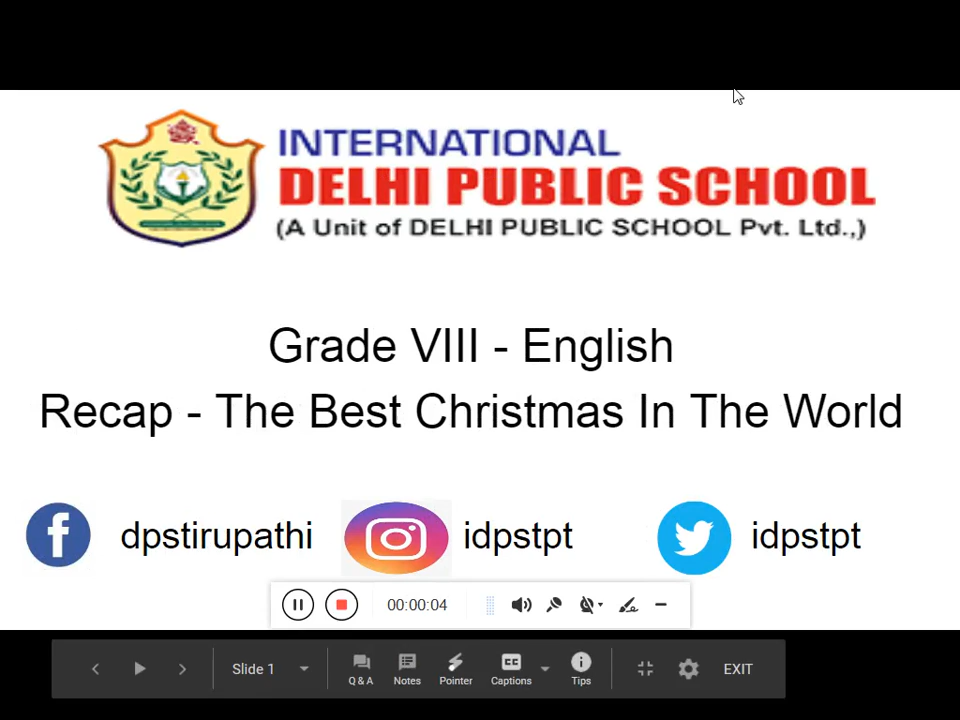 INTERNATIONAL
DELHI PUBLIC SCHOOL
(A Unit of DELHI PUBLIC SCHOOL Pvt. Ltd.,)
Grade VIII - English
Recap - The Best Christmas In The World
dpstirupathi
idpstpt
idpstpt
00:00:04
Slide 1
Q & A
Notes
Pointer
CC
Captions
Tips
EXIT